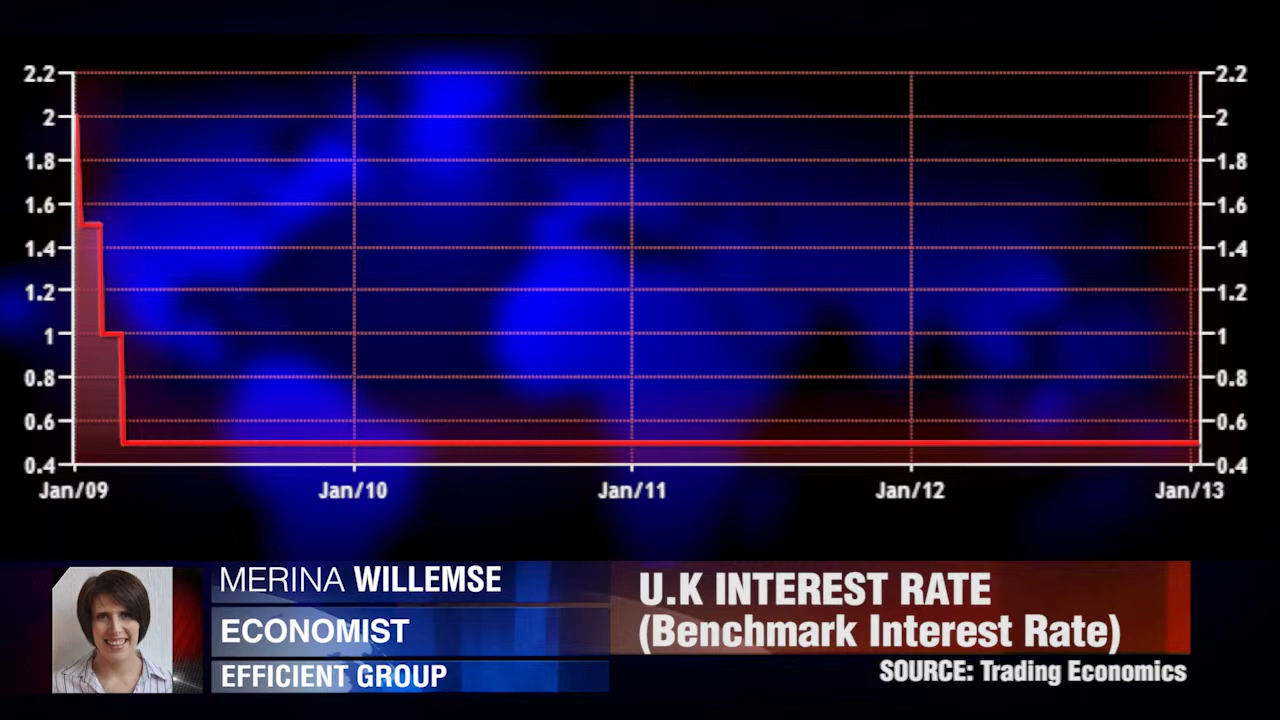 2.2 2.2
2 2
1.8 1.8
1.6 1.6
1.4 1.4
1.2 1.2
1 1
0.8 0.8
0.6 0.6
0.4 0.4
Jan/09 Jan/10 Jan/11 Jan/12 Jan/13
MERINA WILLEMSE
ECONOMIST
EFFICIENT GROUP
U.K INTEREST RATE
(Benchmark Interest Rate)
SOURCE: Trading Economics